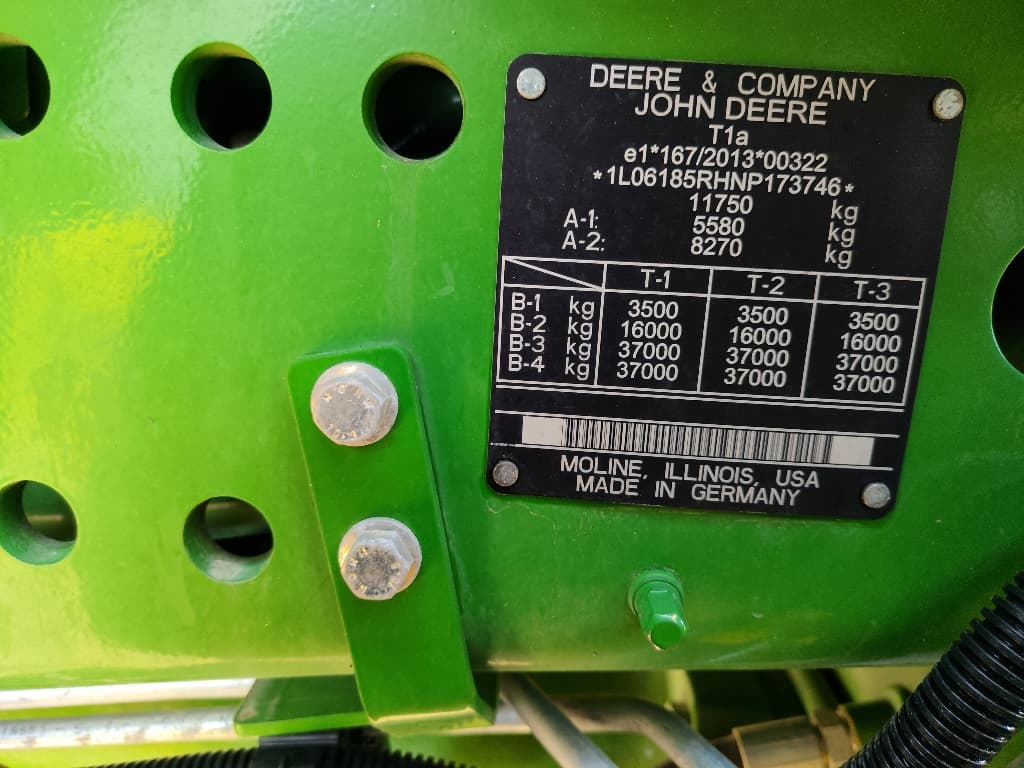 DEERE & COMPANY
JOHN DEERE
T1a
e1*167/2013*00322
*1L06185RHNP173746*
11750 kg
A-1: 5580 kg
A-2: 8270 kg
T-1 T-2 T-3
B-1 kg 3500 3500 3500
B-2 kg 16000 16000 16000
B-3 kg 37000 37000 37000
B-4 kg 37000 37000 37000
MOLINE, ILLINOIS, USA
MADE IN GERMANY